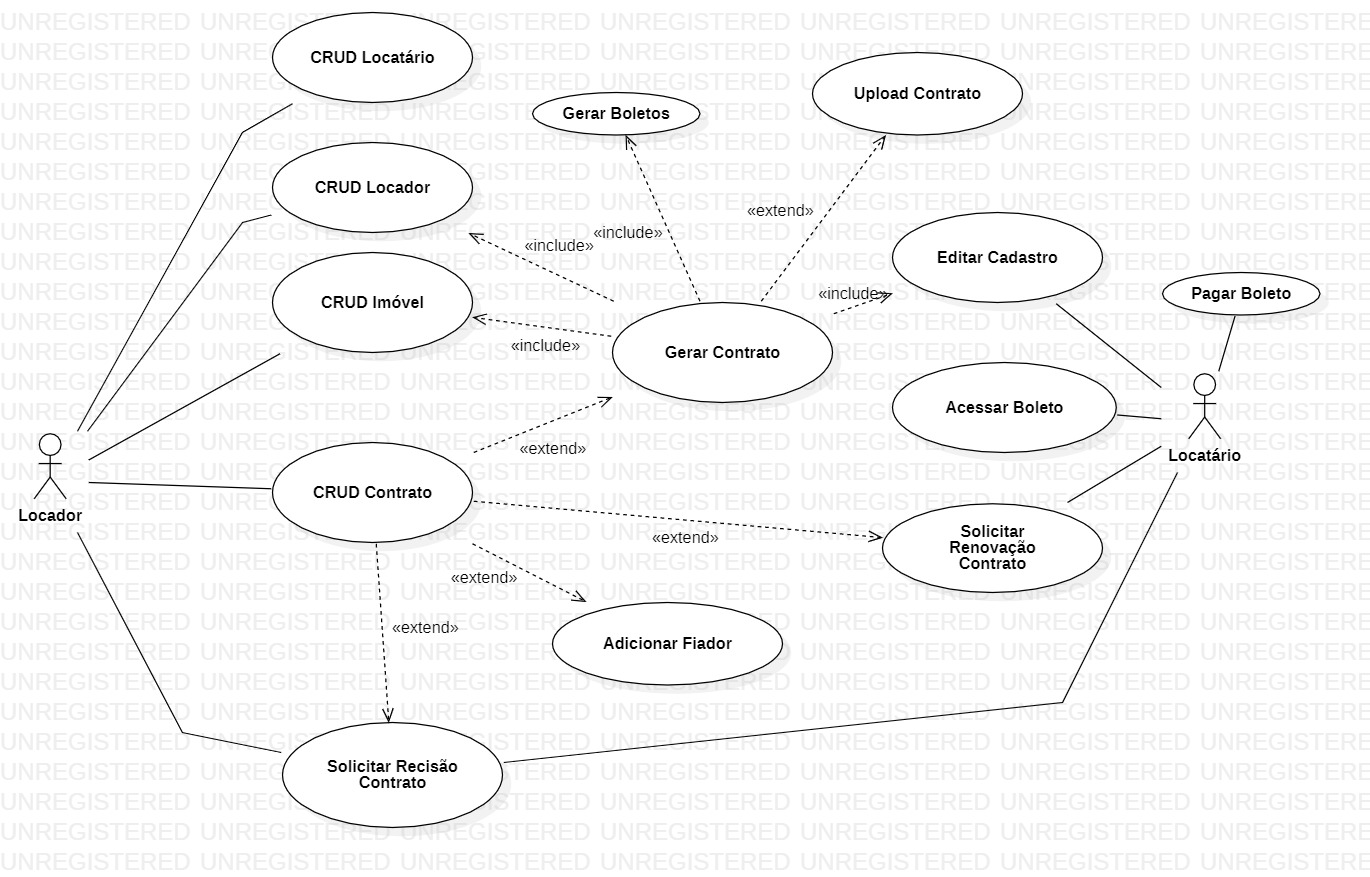 CRUD Locatário
Upload Contrato
Gerar Boletos
CRUD Locador
«extend»
«include»
«include»
Editar Cadastro
«include»
Pagar Boleto
CRUD Imóvel
«include»
Gerar Contrato
Acessar Boleto
«extend»
Locatário
CRUD Contrato
Locador
«extend»
Solicitar
Renovação
Contrato
«extend»
«extend»
Adicionar Fiador
Solicitar Recisão
Contrato
UNREGISTERED UNREGISTERED UNREGISTERED UNREGISTERED UNREGISTERED UNREGISTERED UNREGISTERED